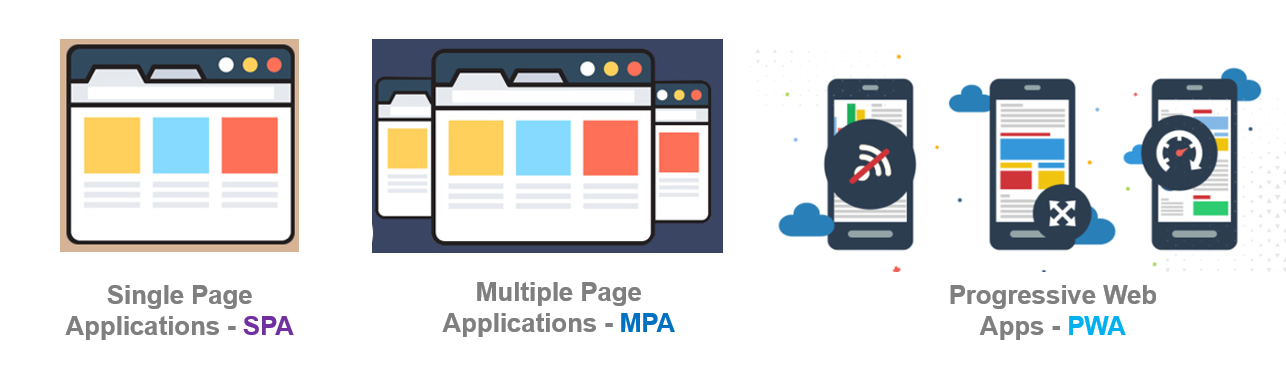 Single Page
Applications - SPA
Multiple Page
Applications - MPA
Progressive Web
Apps - PWA